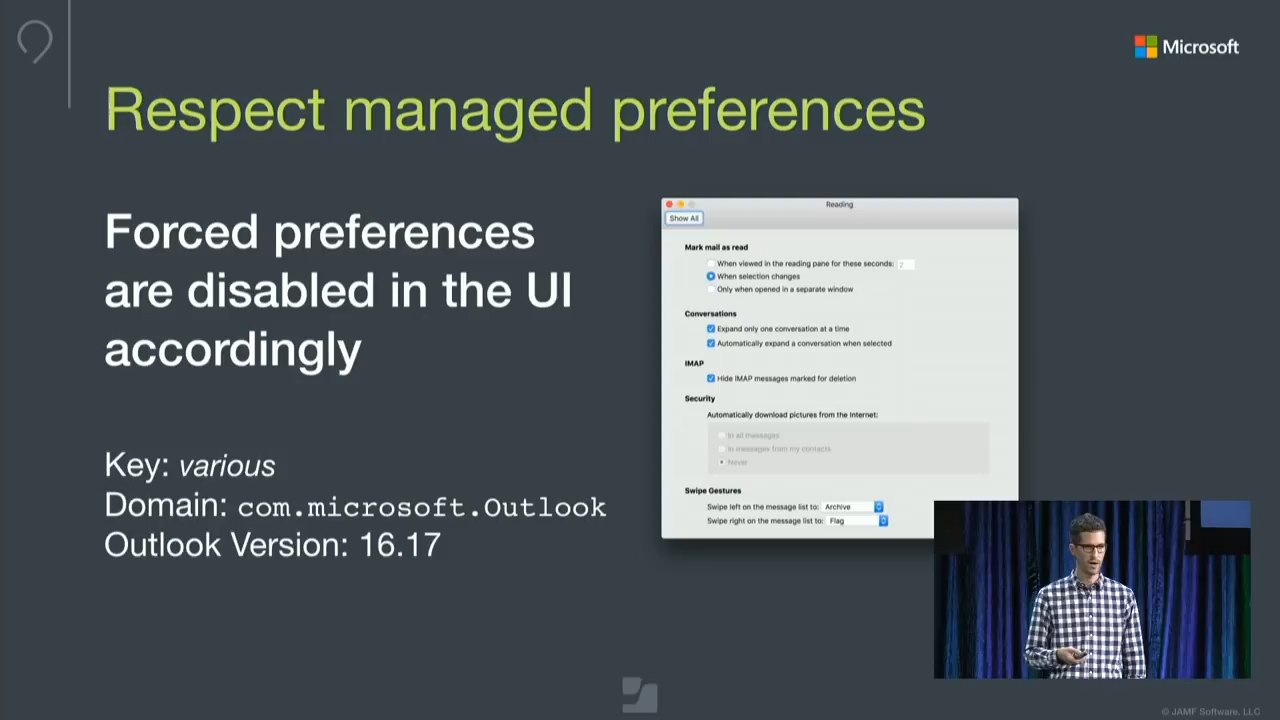 Microsoft
Respect managed preferences
Forced preferences
are disabled in the UI
accordingly
Key: various
Domain: com.microsoft.Outlook
Outlook Version: 16.17
Reading
Show All
Mark mail as read
When viewed in the reading pane for these seconds: 2
When selection changes
Only when opened in a separate window
Conversations
Expand only one conversation at a time
Automatically expand a conversation when selected
IMAP
Hide IMAP messages marked for deletion
Security
Automatically download pictures from the Internet:
In all messages
In messages from my contacts
Never
Swipe Gestures
Swipe left on the message list to: Archive
Swipe right on the message list to: Flag
© JAMF Software, LLC